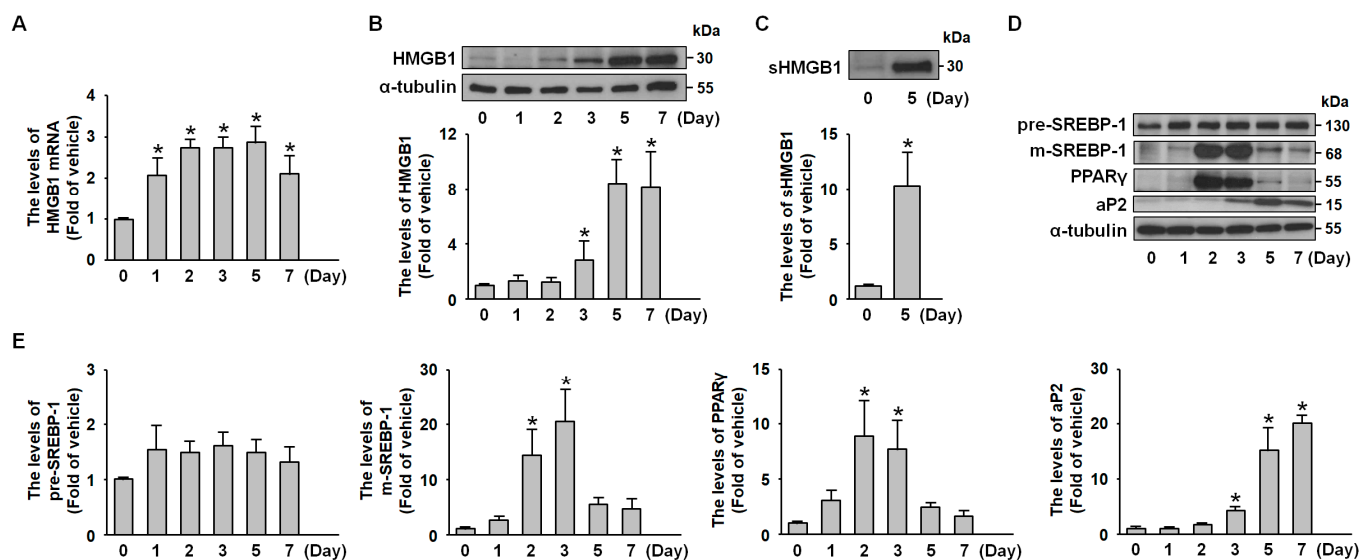 A
The levels of
HMGB1 mRNA
(Fold of vehicle)
4
3
2
1
0
* * * * *
0 1 2 3 5 7 (Day)
B
kDa
HMGB1 30
α-tubulin 55
0 1 2 3 5 7 (Day)
The levels of HMGB1
(Fold of vehicle)
12
8
4
0
* * *
0 1 2 3 5 7 (Day)
C
kDa
sHMGB1 30
0 5 (Day)
The levels of sHMGB1
(Fold of vehicle)
15
10
5
0
*
0 5 (Day)
D
kDa
pre-SREBP-1 130
m-SREBP-1 68
PPARγ 55
aP2 15
α-tubulin 55
0 1 2 3 5 7 (Day)
E
The levels of
pre-SREBP-1
(Fold of vehicle)
3
2
1
0
0 1 2 3 5 7 (Day)
The levels of
m-SREBP-1
(Fold of vehicle)
30
20
10
0
* *
0 1 2 3 5 7 (Day)
The levels of PPARγ
(Fold of vehicle)
15
10
5
0
* *
0 1 2 3 5 7 (Day)
The levels of aP2
(Fold of vehicle)
30
20
10
0
* * *
0 1 2 3 5 7 (Day)